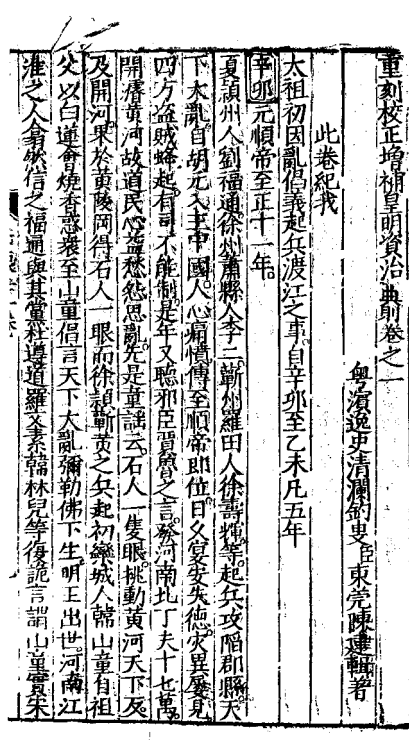 重刻校正增補皇明資治典則卷之一
粵濱逸史清瀾釣叟臣東莞陳建輯著
此卷紀我
太祖初因亂倡義起兵渡江之事自辛卯至乙未凡五年
辛卯元順帝至正十一年。
夏潁州人劉福通。徐州蕭縣人李二。蘄州羅田人徐壽輝。等。起兵攻陷郡縣。天
下大亂。自胡元入主中國。人心痛憤。傳至順帝即位日久。宴安失德。災異屢見。
四方盜賊蜂起。有司不能制。是年又聽邪臣賈魯之言。發河南北丁夫十七萬。
開濬黃河故道。民心益愁怨思亂。先是童謠云。石人一隻眼。挑動黃河天下反。
及開河。果於黃陵岡得石人一眼。而徐潁蘄黃之兵起。初欒城人韓山童自祖
父以白蓮會燒香惑衆。至山童倡言天下大亂。彌勒佛下生。明王出世。河南江
淮之人翕然信之。福通與其黨杜遵道羅文素韓林兒等復詭言謂山童實朱